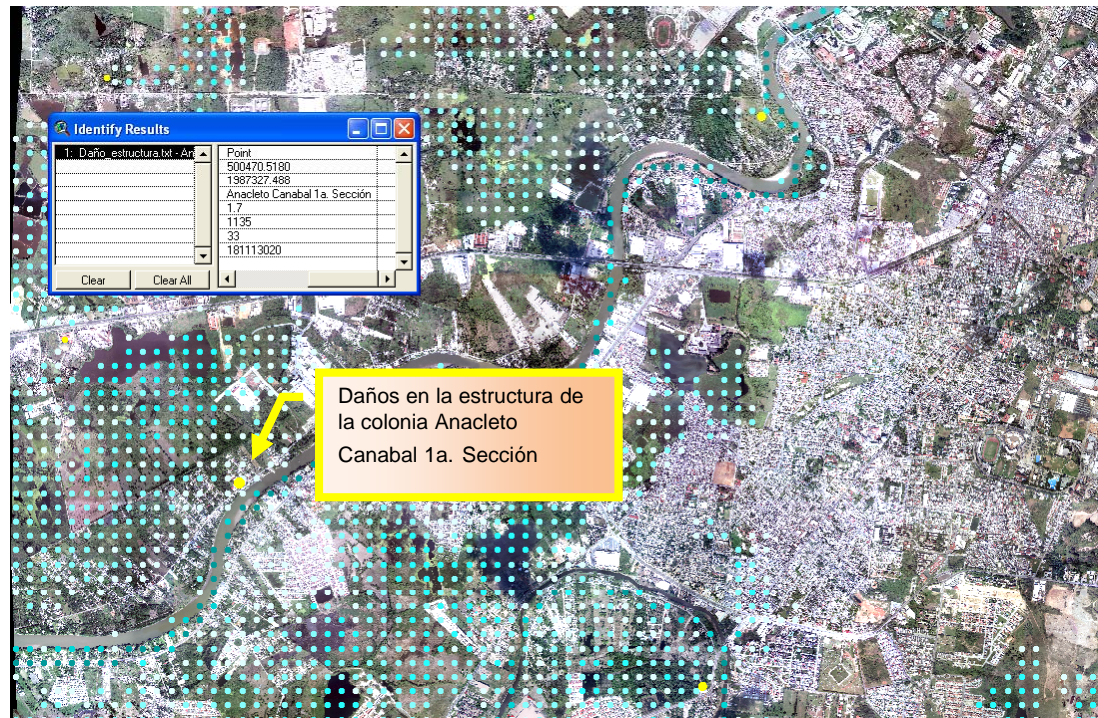 Identify Results
1: Daño_estructura.txt - An
Point
500470.5180
1987327.488
Anacleto Canabal 1a. Sección
1.7
1135
33
181113020
Clear
Clear All
Daños en la estructura de
la colonia Anacleto
Canabal 1a. Sección